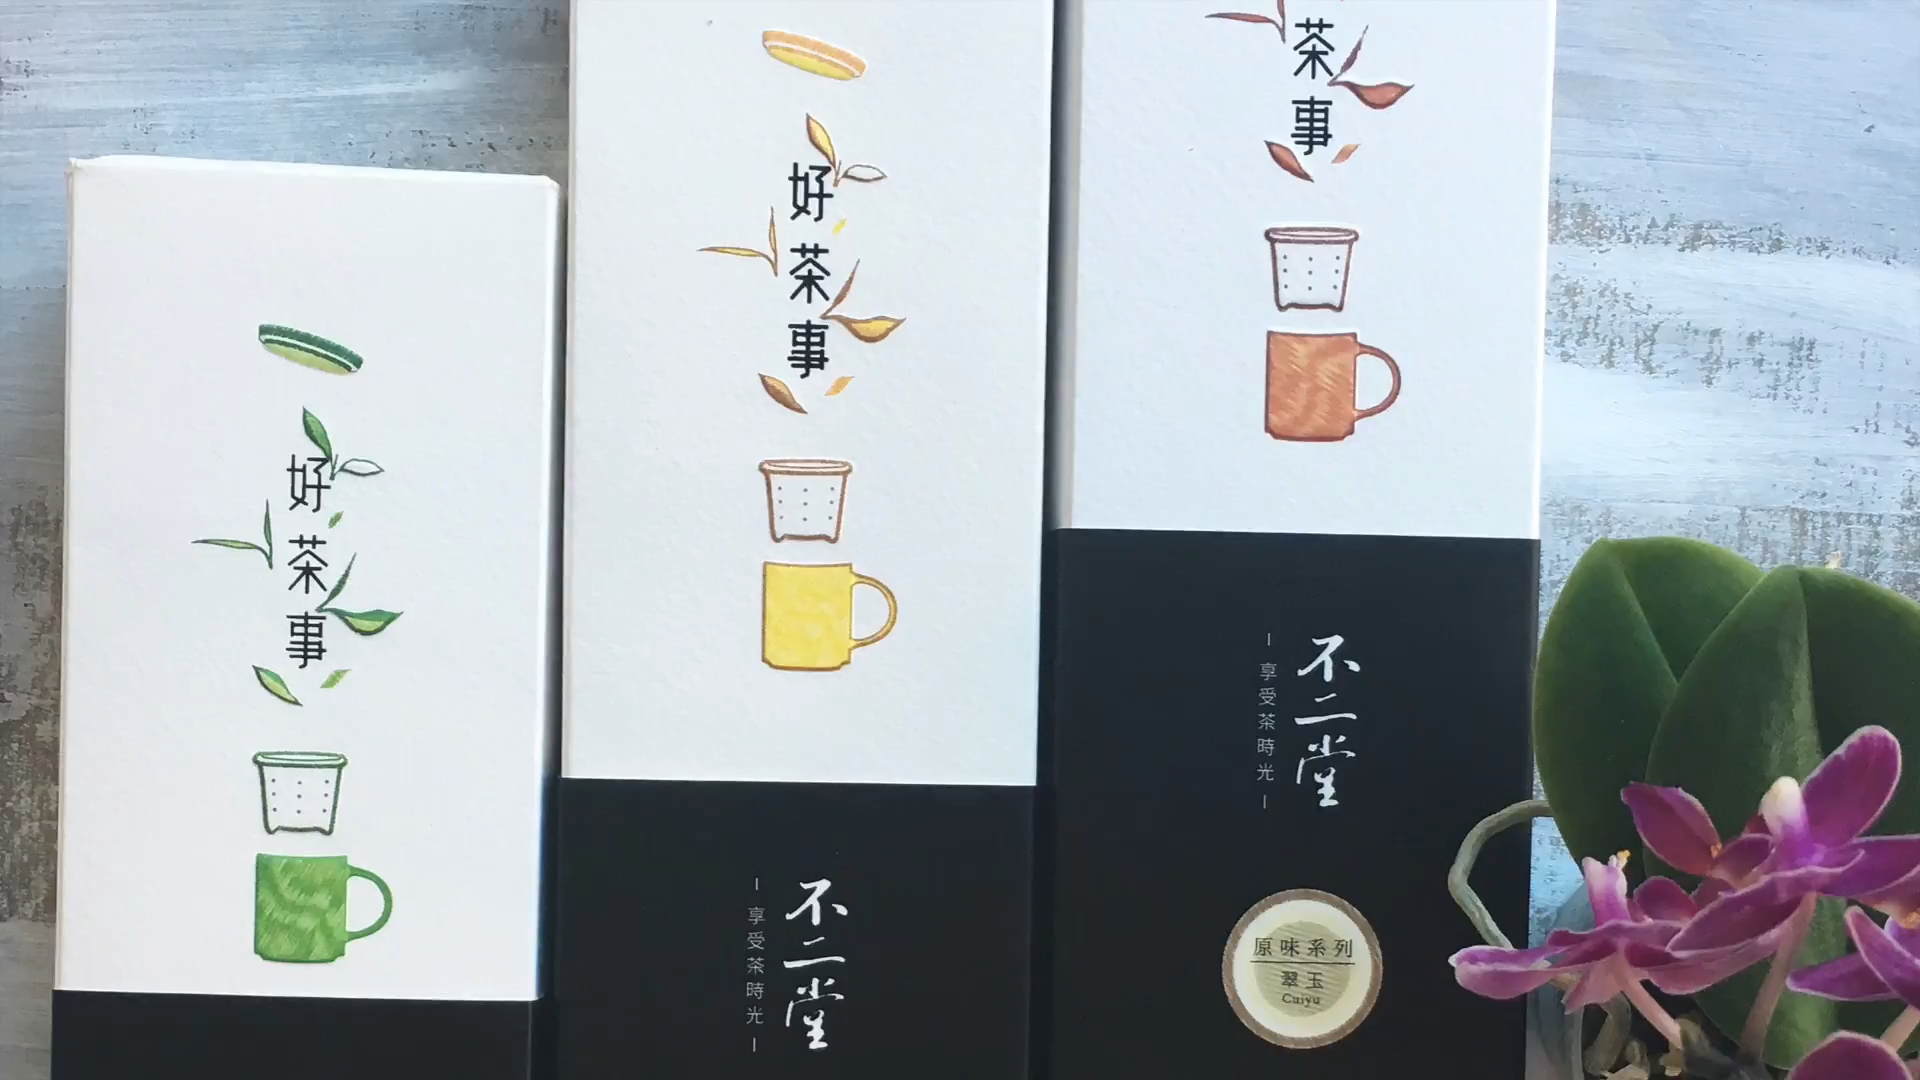 好茶事
好茶事
不二堂
享受茶時光
茶事
不二堂
享受茶時光
原味系列
翠玉
Cuiyu